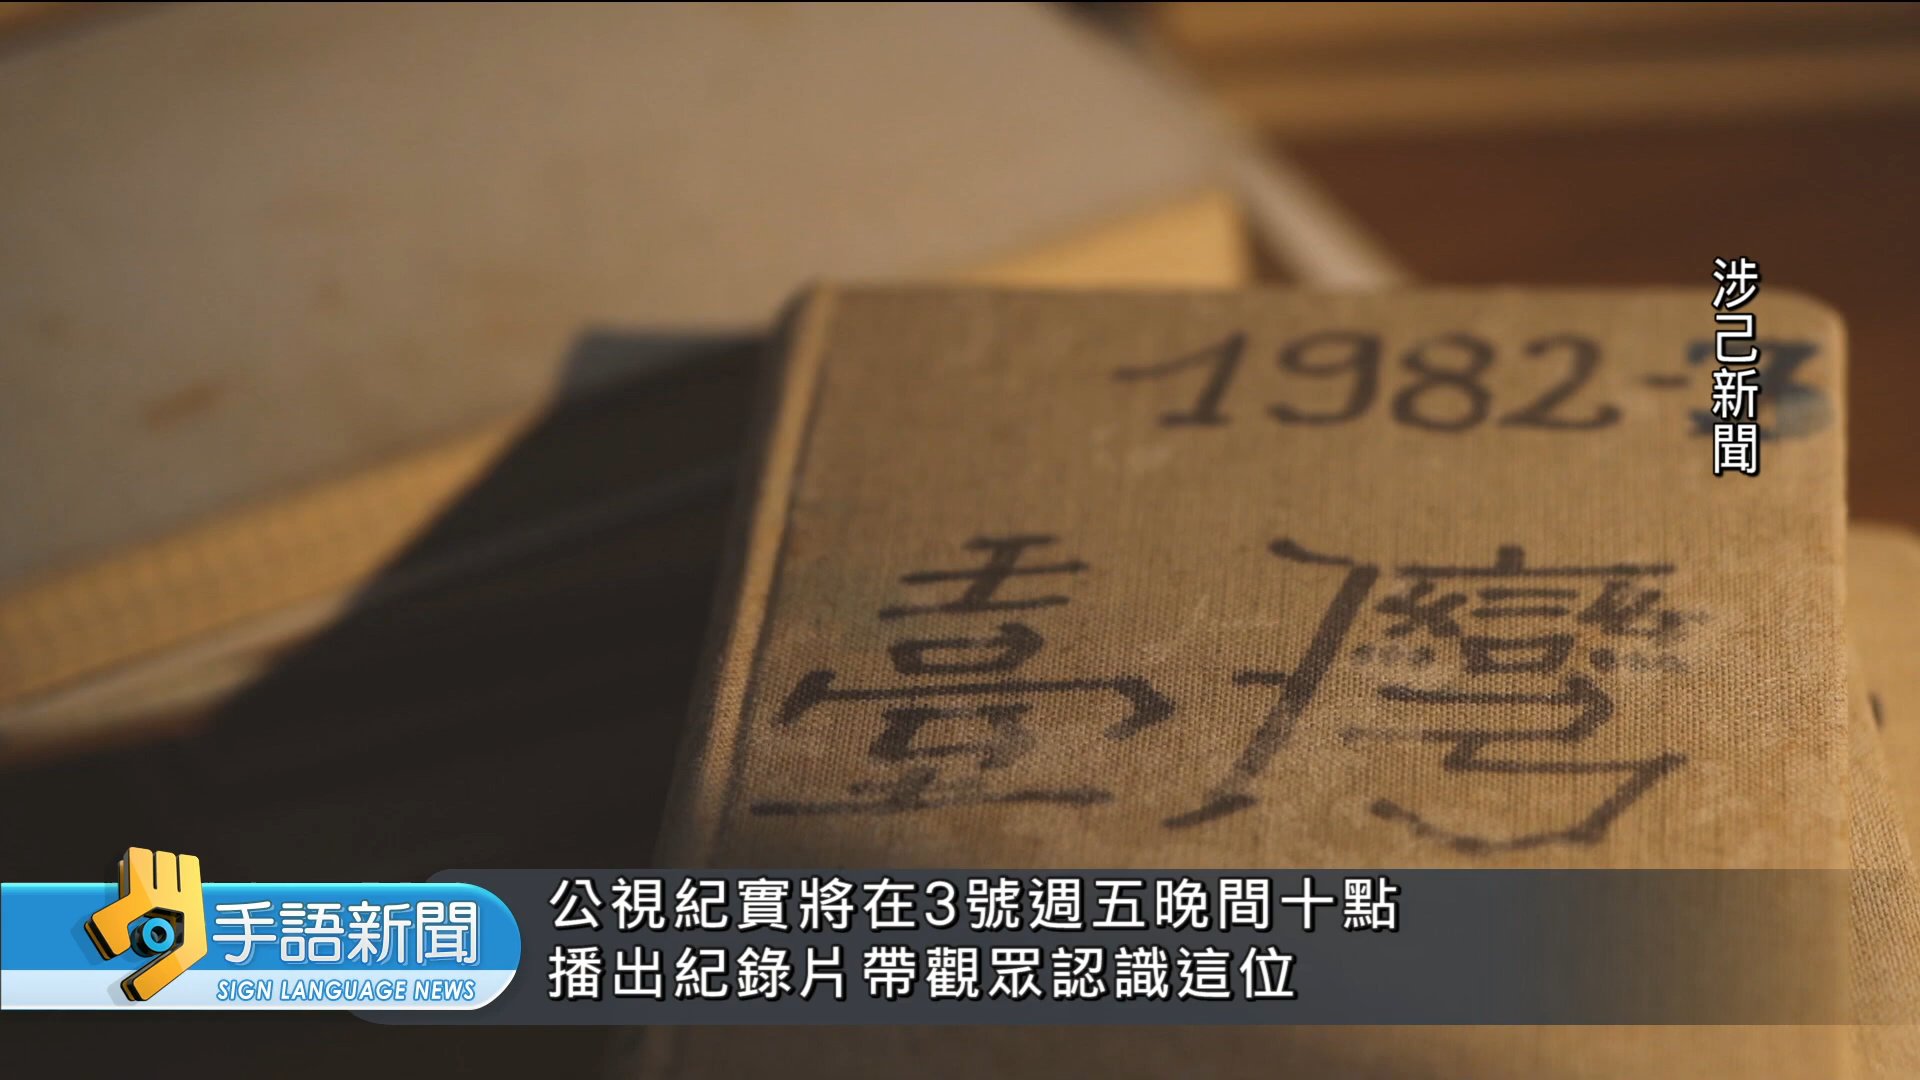 1982-3
臺灣
涉己新聞
手語新聞
SIGN LANGUAGE NEWS
公視紀實將在3號週五晚間十點
播出紀錄片帶觀眾認識這位